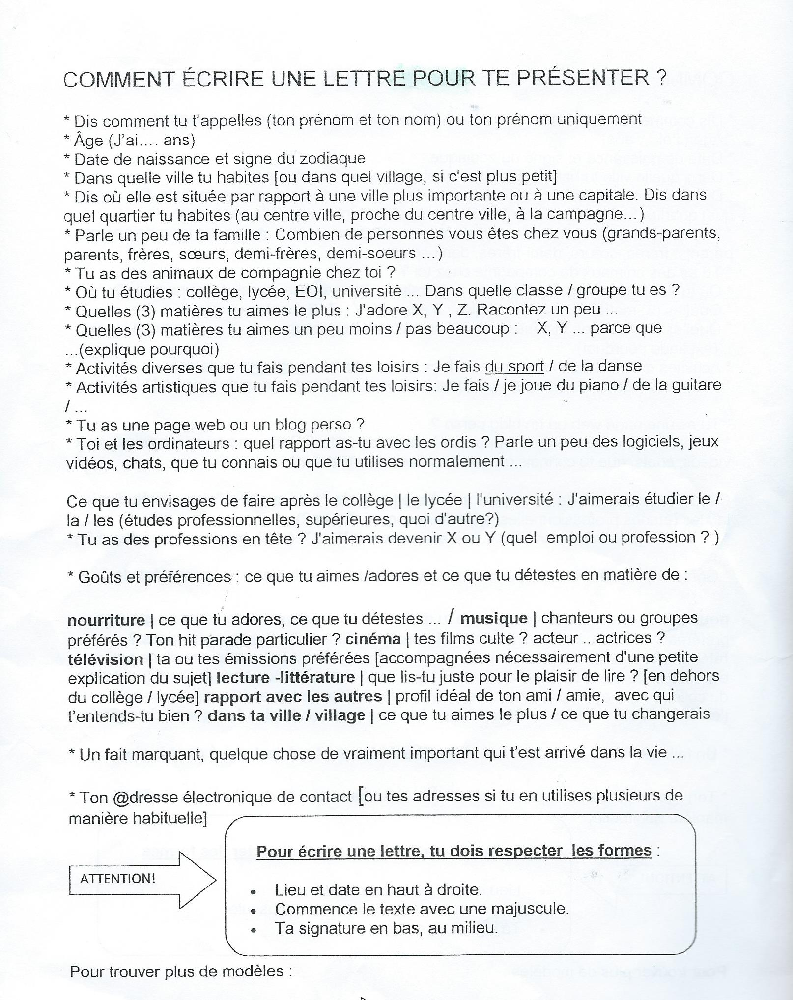 COMMENT ÉCRIRE UNE LETTRE POUR TE PRÉSENTER ?
* Dis comment tu t'appelles (ton prénom et ton nom) ou ton prénom uniquement
* Âge (J'ai.... ans)
* Date de naissance et signe du zodiaque
* Dans quelle ville tu habites [ou dans quel village, si c'est plus petit]
* Dis où elle est située par rapport à une ville plus importante ou à une capitale. Dis dans
quel quartier tu habites (au centre ville, proche du centre ville, à la campagne...)
* Parle un peu de ta famille : Combien de personnes vous êtes chez vous (grands-parents,
parents, frères, sœurs, demi-frères, demi-soeurs ...)
* Tu as des animaux de compagnie chez toi ?
* Où tu étudies : collège, lycée, EOI, université ... Dans quelle classe / groupe tu es ?
* Quelles (3) matières tu aimes le plus : J'adore X, Y , Z. Racontez un peu ...
* Quelles (3) matières tu aimes un peu moins / pas beaucoup : X, Y ... parce que
...(explique pourquoi)
* Activités diverses que tu fais pendant tes loisirs : Je fais du sport / de la danse
* Activités artistiques que tu fais pendant tes loisirs: Je fais / je joue du piano / de la guitare
/ ...
* Tu as une page web ou un blog perso ?
* Toi et les ordinateurs : quel rapport as-tu avec les ordis ? Parle un peu des logiciels, jeux
vidéos, chats, que tu connais ou que tu utilises normalement ...
Ce que tu envisages de faire après le collège | le lycée | l'université : J'aimerais étudier le /
la / les (études professionnelles, supérieures, quoi d'autre?)
* Tu as des professions en tête ? J'aimerais devenir X ou Y (quel emploi ou profession ? )
* Goûts et préférences : ce que tu aimes /adores et ce que tu détestes en matière de :
nourriture | ce que tu adores, ce que tu détestes ... / musique | chanteurs ou groupes
préférés ? Ton hit parade particulier ? cinéma | tes films culte ? acteur .. actrices ?
télévision | ta ou tes émissions préférées [accompagnées nécessairement d'une petite
explication du sujet] lecture -littérature | que lis-tu juste pour le plaisir de lire ? [en dehors
du collège / lycée] rapport avec les autres | profil idéal de ton ami / amie, avec qui
t'entends-tu bien ? dans ta ville / village | ce que tu aimes le plus / ce que tu changerais
* Un fait marquant, quelque chose de vraiment important qui t'est arrivé dans la vie ...
* Ton @dresse électronique de contact [ou tes adresses si tu en utilises plusieurs de
manière habituelle]
ATTENTION!
Pour écrire une lettre, tu dois respecter les formes :
• Lieu et date en haut à droite.
• Commence le texte avec une majuscule.
• Ta signature en bas, au milieu.
Pour trouver plus de modèles :